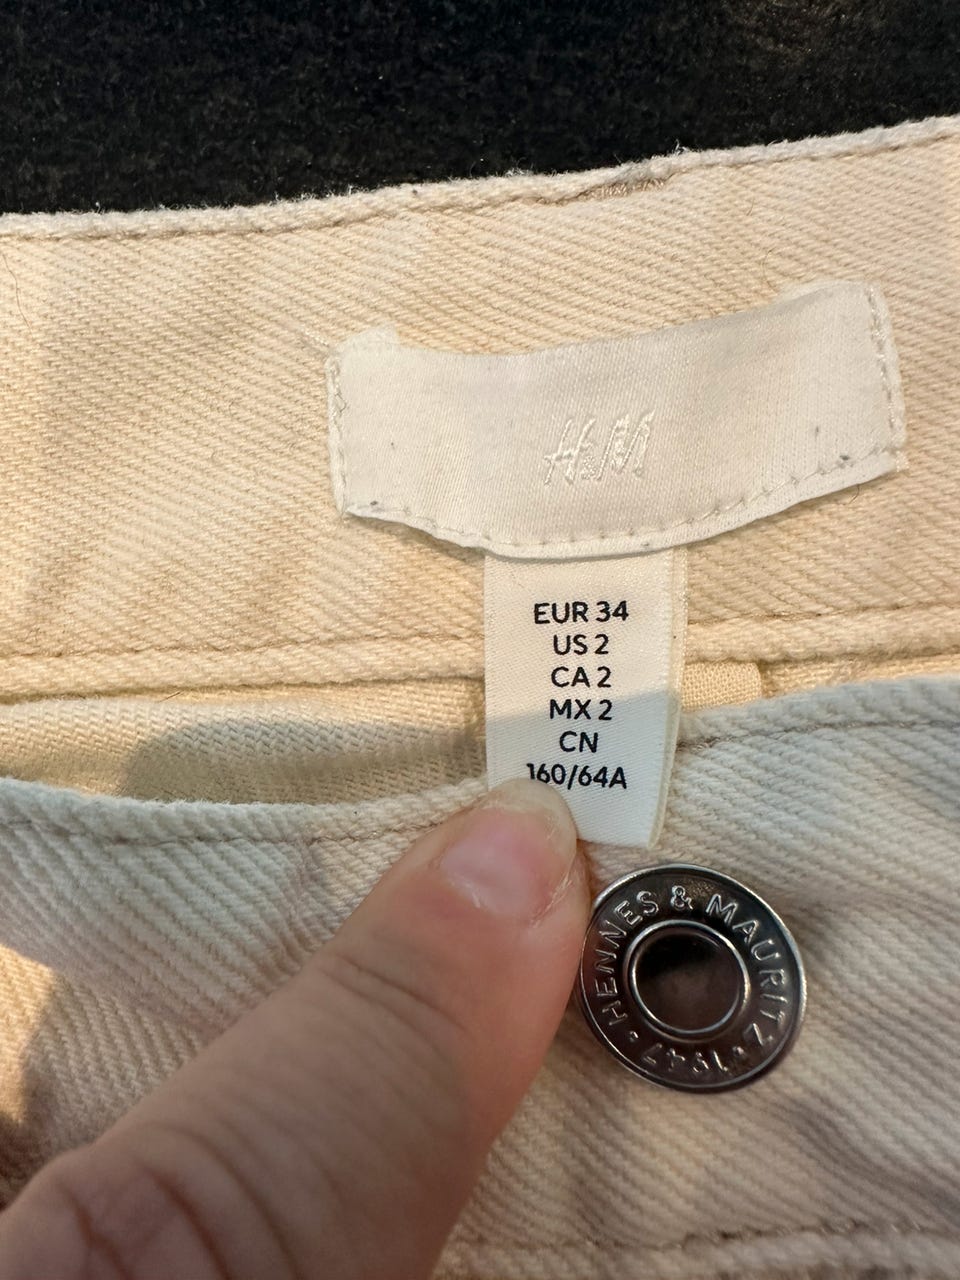 H&M
EUR 34
US 2
CA 2
MX 2
CN
160/64A
HENNES & MAURITZ • 1947 •